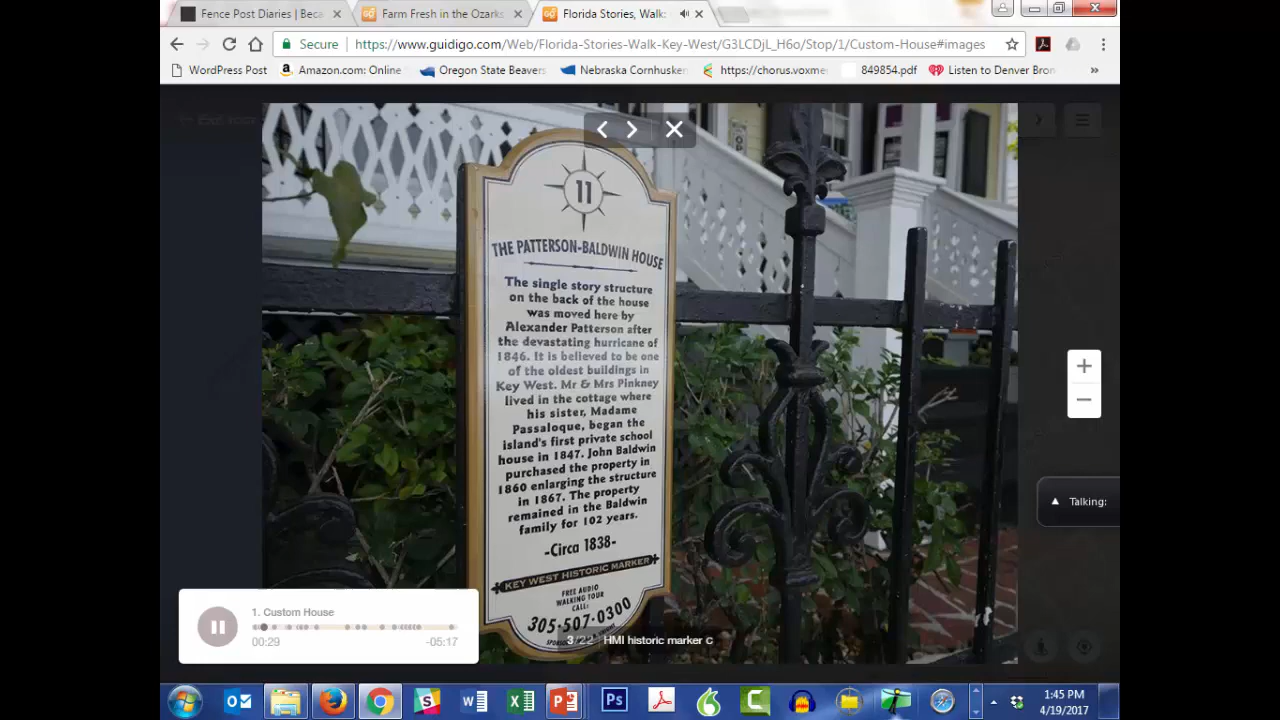 Fence Post Diaries | Beca
Farm Fresh in the Ozarks
Florida Stories, Walk:
Secure
https://www.guidigo.com/Web/Florida-Stories-Walk-Key-West/G3LCDjL_H6o/Stop/1/Custom-House#images
WordPress Post
Amazon.com: Online
Oregon State Beavers
Nebraska Cornhusker
https://chorus.voxme
849854.pdf
Listen to Denver Bron
11
THE PATTERSON-BALDWIN HOUSE
The single story structure
on the back of the house
was moved here by
Alexander Patterson after
the devastating hurricane of
1846. It is believed to be one
of the oldest buildings in
Key West. Mr & Mrs Pinkney
lived in the cottage where
his sister, Madame
Passaloque, began the
island's first private school
house in 1847. John Baldwin
purchased the property in
1860 enlarging the structure
in 1867. The property
remained in the Baldwin
family for 102 years.
-Circa 1838-
KEY WEST HISTORIC MARKER
FREE AUDIO
WALKING TOUR
CALL:
305-507-0300
3/22 HMI historic marker C
Talking:
1. Custom House
00:29
-05:17
1:45 PM
4/19/2017